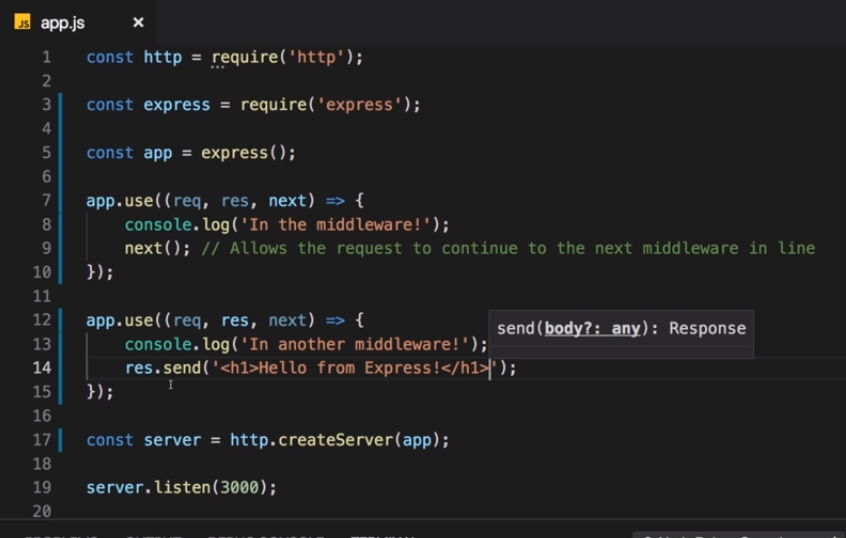 JS app.js ×
1 const http = require('http');
2
3 const express = require('express');
4
5 const app = express();
6
7 app.use((req, res, next) => {
8     console.log('In the middleware!');
9     next(); // Allows the request to continue to the next middleware in line
10 });
11
12 app.use((req, res, next) => {
13     console.log('In another middleware!');
send(body?: any): Response
14     res.send('<h1>Hello from Express!</h1>');
15 });
16
17 const server = http.createServer(app);
18
19 server.listen(3000);
20